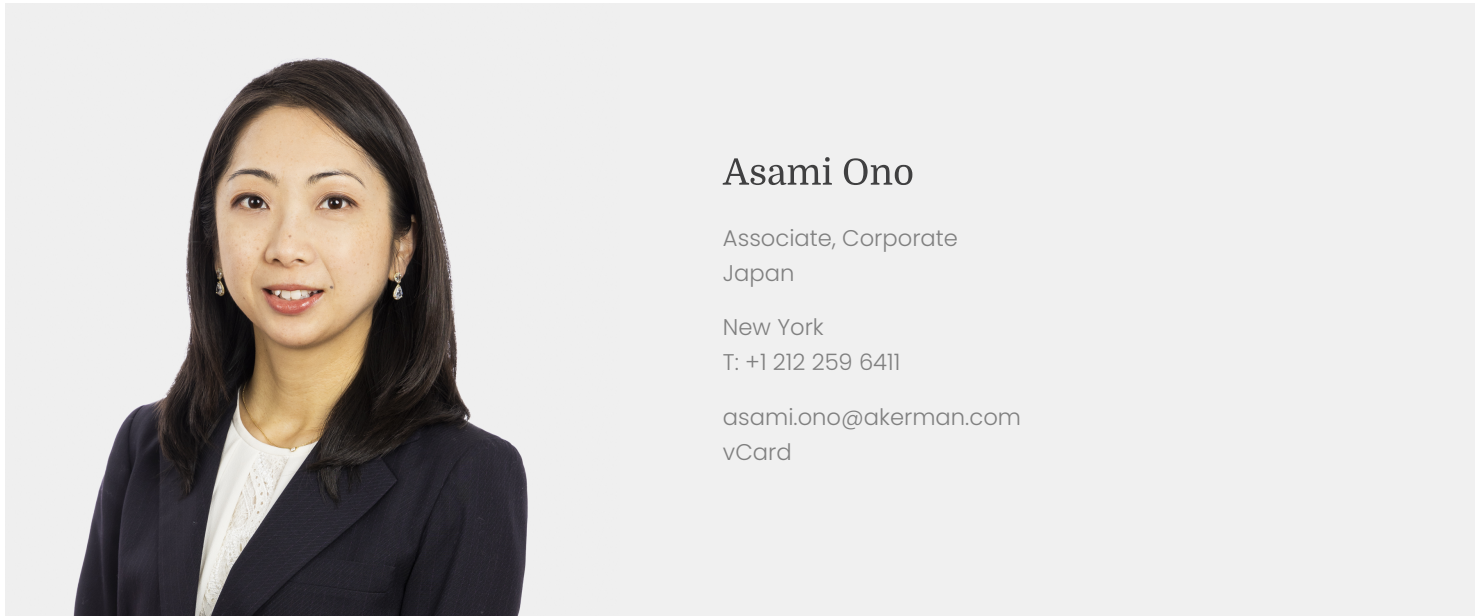 Asami Ono
Associate, Corporate
Japan
New York
T: +1 212 259 6411
asami.ono@akerman.com
vCard